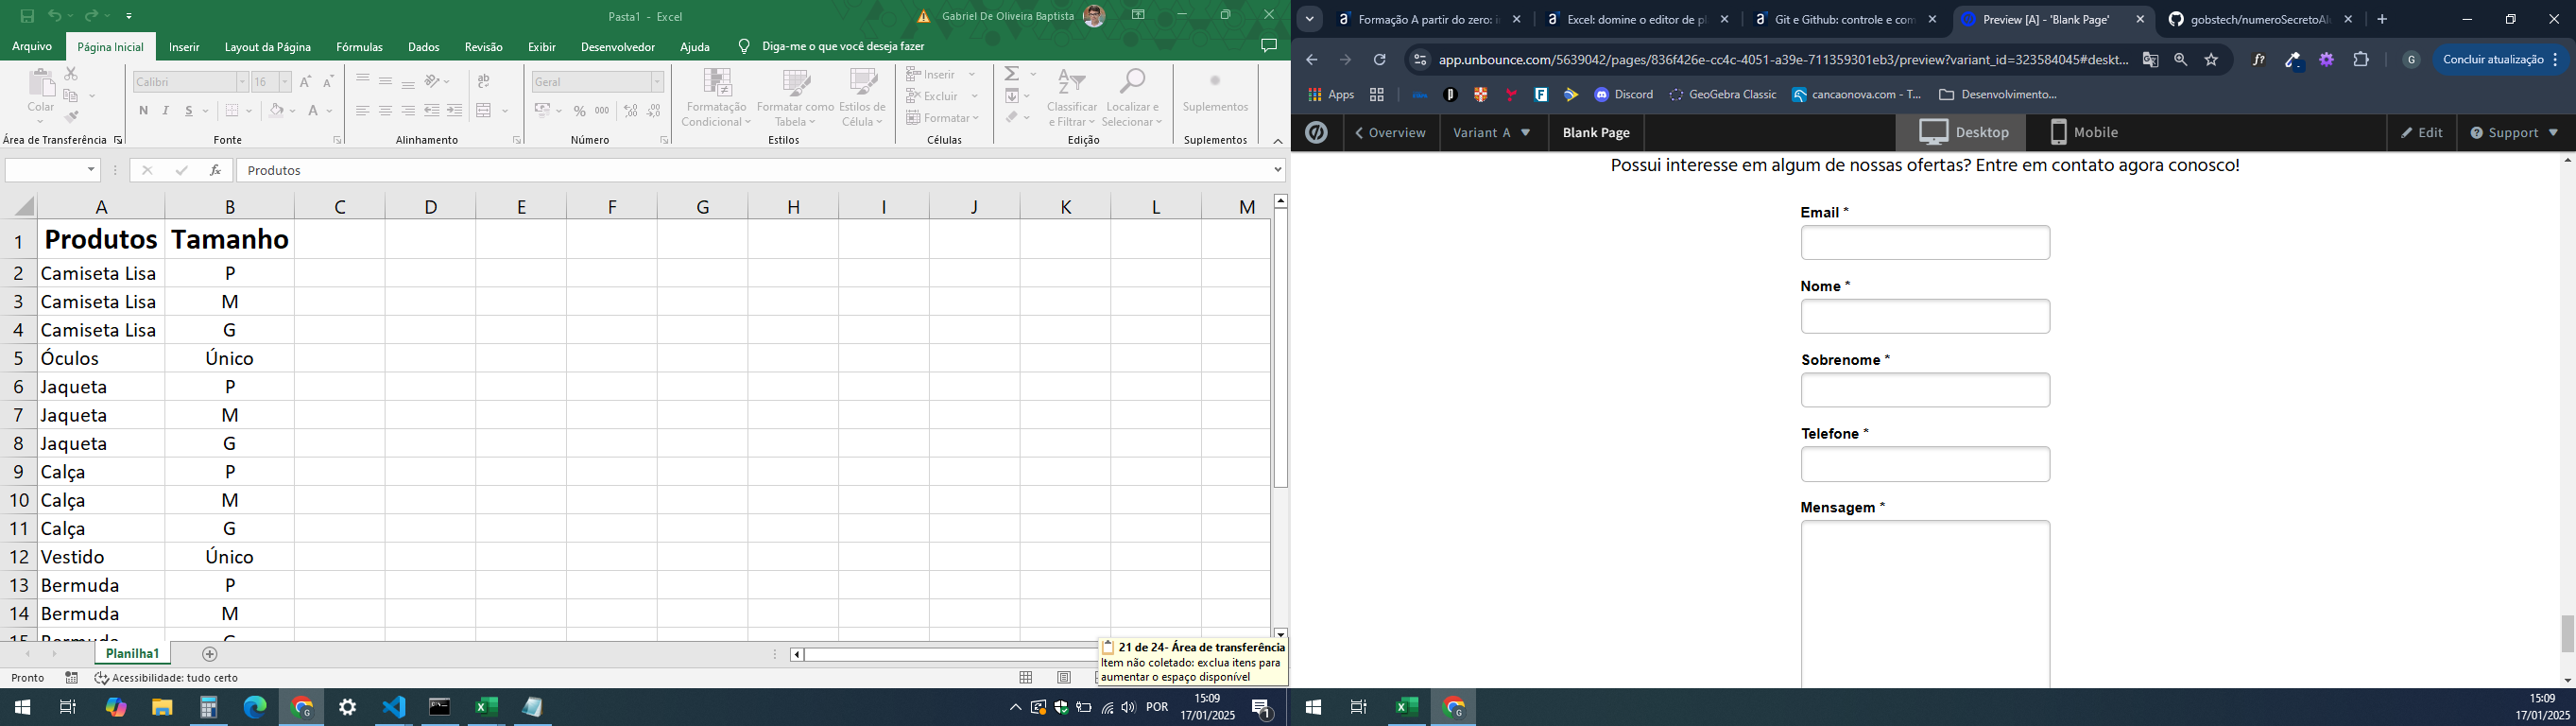 Pasta1 - Excel
Gabriel De Oliveira Baptista
Arquivo
Página Inicial
Inserir
Layout da Página
Fórmulas
Dados
Revisão
Exibir
Desenvolvedor
Ajuda
Diga-me o que você deseja fazer
Colar
Área de Transferência
Calibri
16
N I S
Fonte
Alinhamento
Geral
% 000
Número
Formatação Condicional
Formatar como Tabela
Estilos de Célula
Estilos
Inserir
Excluir
Formatar
Células
Classificar e Filtrar
Localizar e Selecionar
Edição
Suplementos
Suplementos
fx
Produtos
A B C D E F G H I J K L M
1 Produtos Tamanho
2 Camiseta Lisa P
3 Camiseta Lisa M
4 Camiseta Lisa G
5 Óculos Único
6 Jaqueta P
7 Jaqueta M
8 Jaqueta G
9 Calça P
10 Calça M
11 Calça G
12 Vestido Único
13 Bermuda P
14 Bermuda M
15 Bermuda G
Planilha1
21 de 24- Área de transferência
Item não coletado: exclua itens para
aumentar o espaço disponível
Pronto
Acessibilidade: tudo certo
POR
15:09
17/01/2025
1
Formação A partir do zero: i
Excel: domine o editor de pl
Git e Github: controle e com
Preview [A] - 'Blank Page'
gobstech/numeroSecretoAl
app.unbounce.com/5639042/pages/836f426e-cc4c-4051-a39e-711359301eb3/preview?variant_id=323584045#deskt...
f?
G
Concluir atualização
Apps
Discord
GeoGebra Classic
cancaonova.com - T...
Desenvolvimento...
Overview
Variant A
Blank Page
Desktop
Mobile
Edit
Support
Possui interesse em algum de nossas ofertas? Entre em contato agora conosco!
Email *
Nome *
Sobrenome *
Telefone *
Mensagem *
15:09
17/01/2025